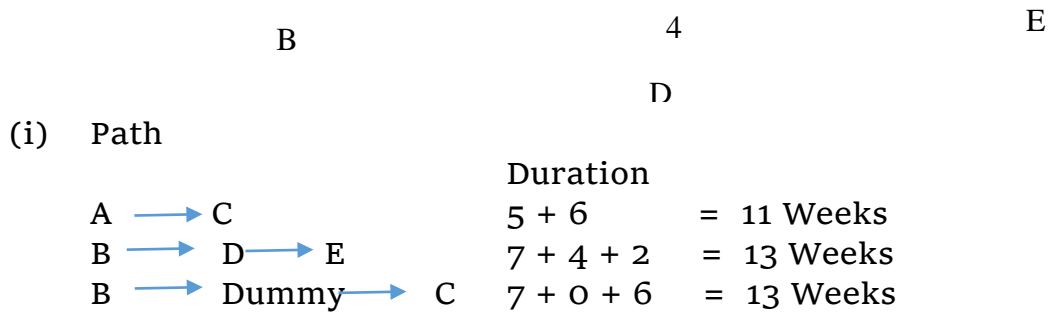 B 4 E
D
(i) Path
Duration
A → C 5 + 6 = 11 Weeks
B → D → E 7 + 4 + 2 = 13 Weeks
B → Dummy → C 7 + 0 + 6 = 13 Weeks